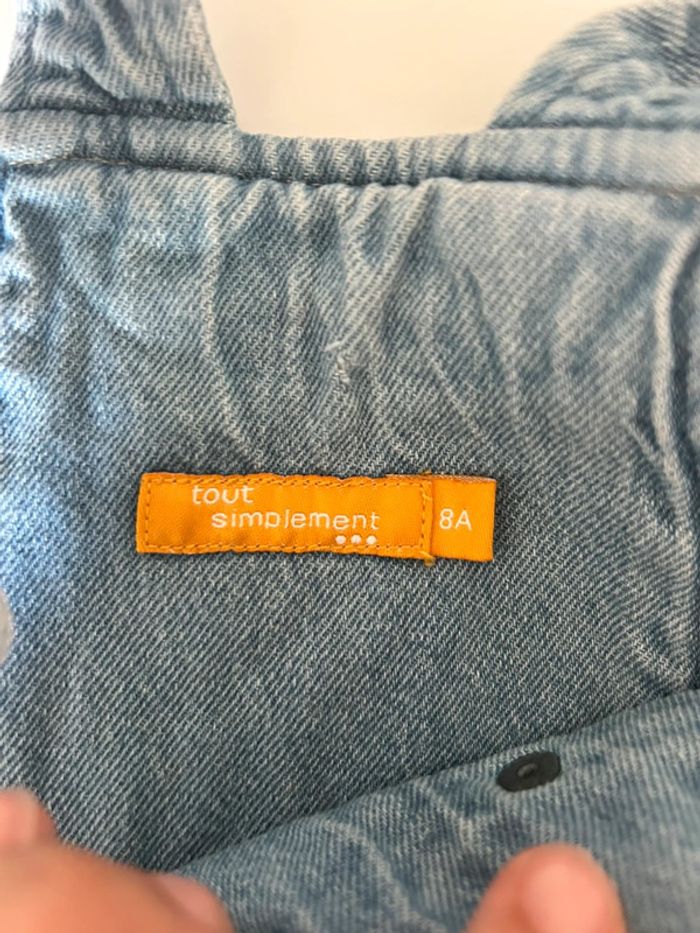 tout
simplement
•••
8A